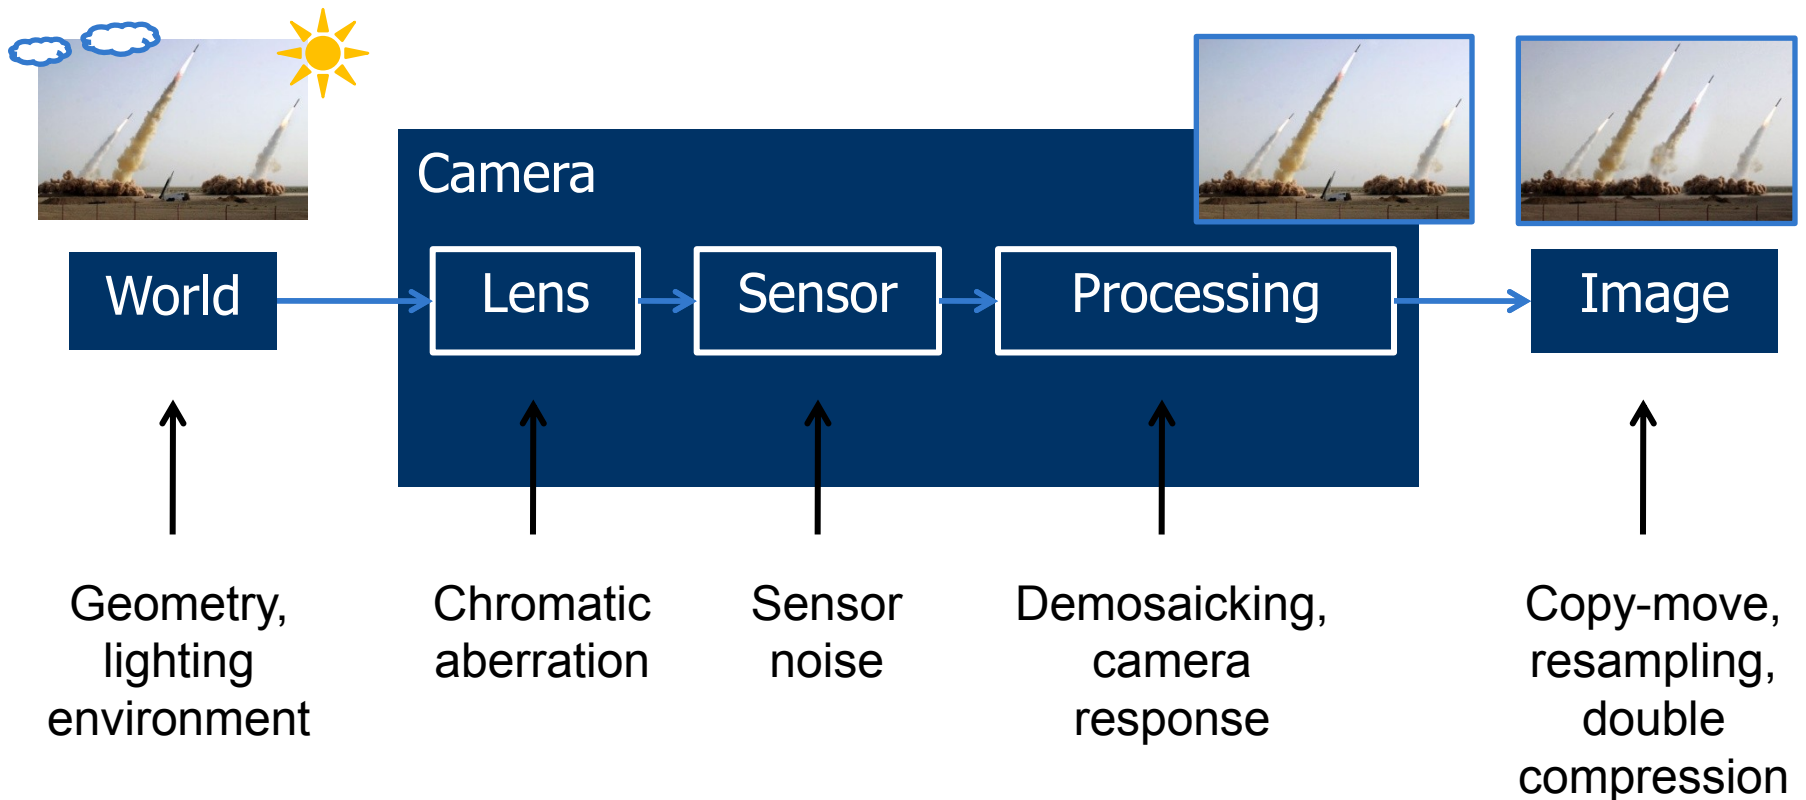 Camera
World
Lens
Sensor
Processing
Image
Geometry,
lighting
environment
Chromatic
aberration
Sensor
noise
Demosaicking,
camera
response
Copy-move,
resampling,
double
compression